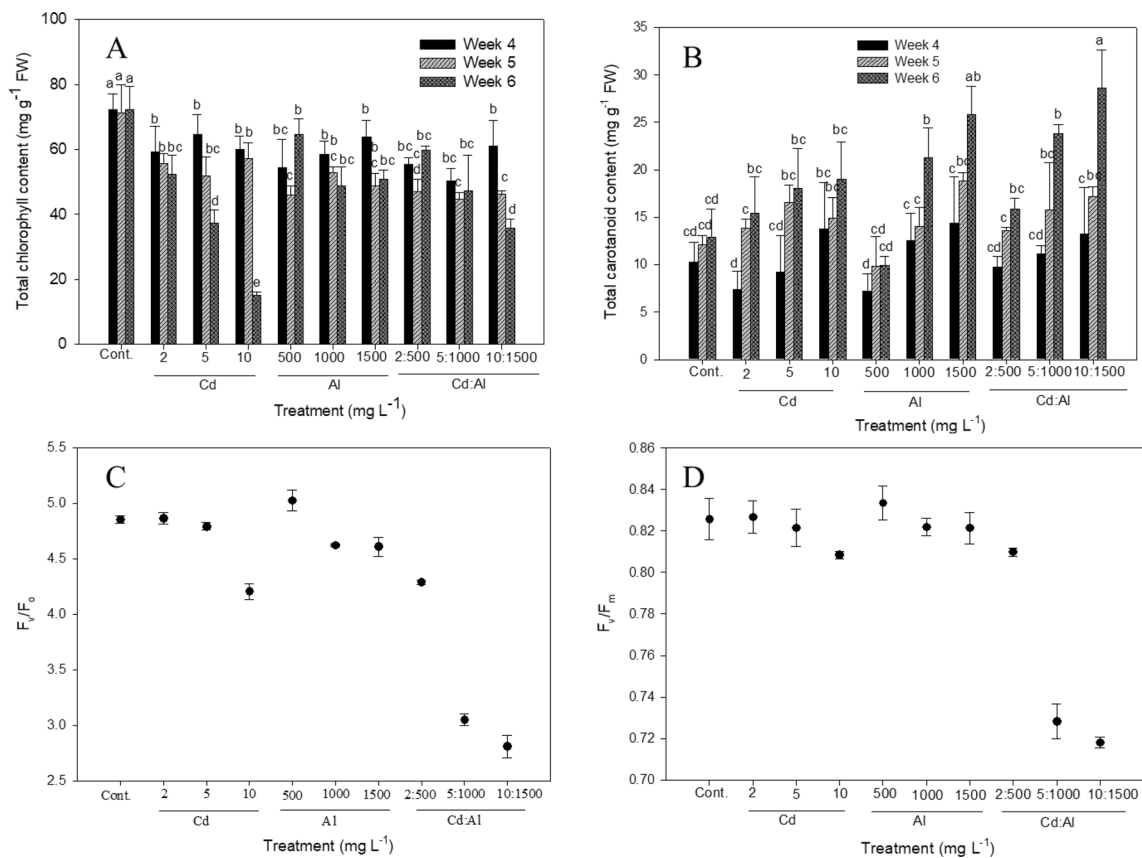 A
Total chlorophyll content (mg g-1 FW)
100
80
60
40
20
0
Week 4
Week 5
Week 6
a a a
b b bc
b bc d
b b e
bc c b
b b bc
b c bc
bc d bc
bc c bc
b c d
Cont. 2 5 10 500 1000 1500 2:500 5:1000 10:1500
Cd Al Cd:Al
Treatment (mg L-1)
B
Total carotanoid content (mg g-1 FW)
35
30
25
20
15
10
5
0
Week 4
Week 5
Week 6
cd cd cd
d c bc
cd bc bc
bc bc bc
d cd cd
c c b
c bc ab
cd c bc
cd bc bc
c bc a
Cont. 2 5 10 500 1000 1500 2:500 5:1000 10:1500
Cd Al Cd:Al
Treatment (mg L-1)
C
Fv/Fo
5.5
5.0
4.5
4.0
3.5
3.0
2.5
Cont. 2 5 10 500 1000 1500 2:500 5:1000 10:1500
Cd Al Cd:Al
Treatment (mg L-1)
D
Fv/Fm
0.86
0.84
0.82
0.80
0.78
0.76
0.74
0.72
0.70
Cont. 2 5 10 500 1000 1500 2:500 5:1000 10:1500
Cd Al Cd:Al
Treatment (mg L-1)